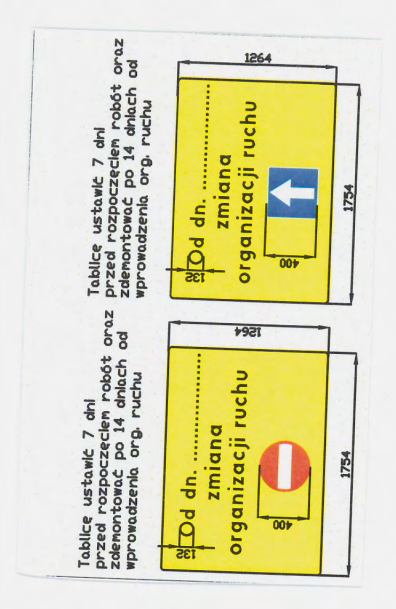 Tablicę ustawić 7 dni
przed rozpoczęciem robót oraz
zdemontować po 14 dniach od
wprowadzenia org. ruchu
1264
Od dn. ....................
zmiana
organizacji ruchu
132
400
1754
Tablicę ustawić 7 dni
przed rozpoczęciem robót oraz
zdemontować po 14 dniach od
wprowadzenia org. ruchu
1264
Od dn. ....................
zmiana
organizacji ruchu
132
400
1754